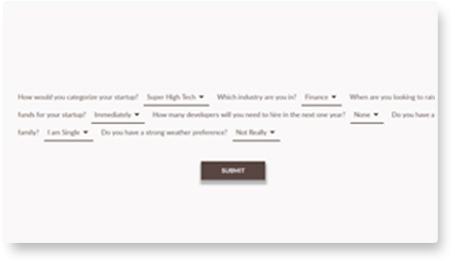 How would you categorize your startup? Super High Tech Which industry are you in? Finance When are you looking to rais
funds for your startup? Immediately How many developers will you need to hire in the next one year? None Do you have a
family? I am Single Do you have a strong weather preference? Not Really
SUBMIT